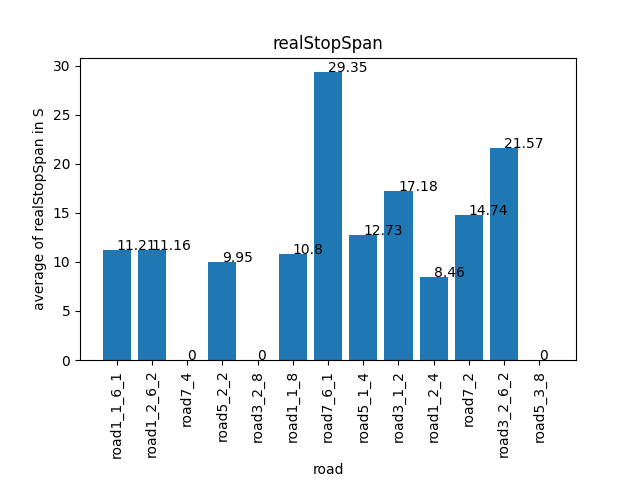 realStopSpan
average of realStopSpan in S
30
25
20
15
10
5
0
11.21
11.16
0
9.95
0
10.8
29.35
12.73
17.18
8.46
14.74
21.57
0
road1_1_6_1
road1_2_6_2
road7_4
road5_2_2
road3_2_8
road1_1_8
road7_6_1
road5_1_4
road3_1_2
road1_2_4
road7_2
road3_2_6_2
road5_3_8
road